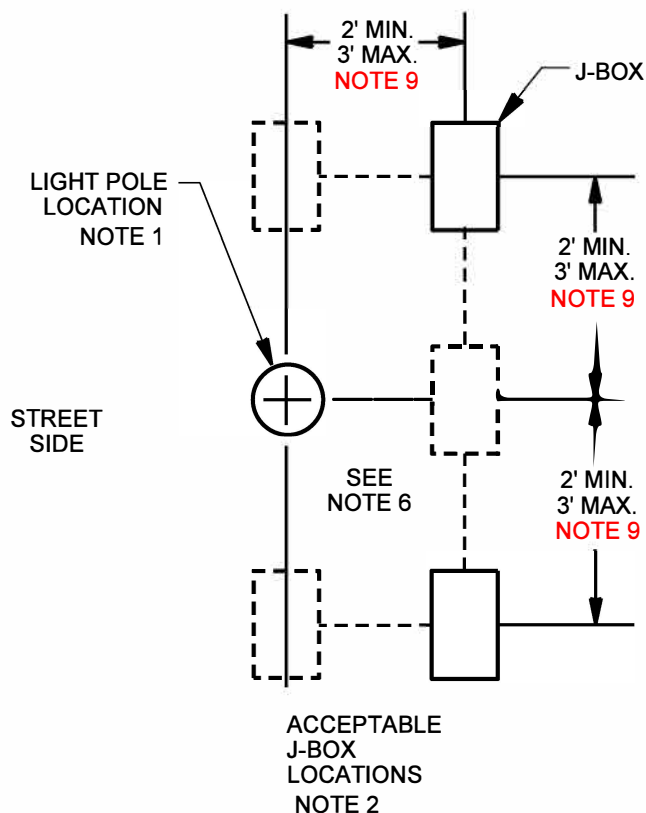 2' MIN.
3' MAX.
NOTE 9
J-BOX
LIGHT POLE
LOCATION
NOTE 1
2' MIN.
3' MAX.
NOTE 9
STREET
SIDE
SEE
NOTE 6
2' MIN.
3' MAX.
NOTE 9
ACCEPTABLE
J-BOX
LOCATIONS
NOTE 2